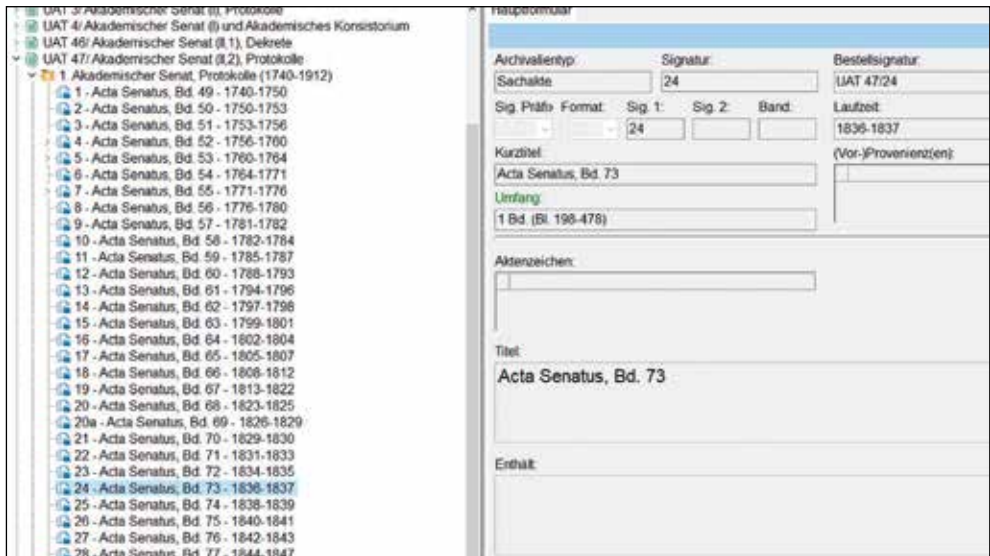 UAT 3/ Akademischer Senat (I), Protokolle
UAT 4/ Akademischer Senat (I) und Akademisches Konsistorium
UAT 46/ Akademischer Senat (II,1), Dekrete
UAT 47/ Akademischer Senat (II,2), Protokolle
1. Akademischer Senat, Protokolle (1740-1912)
1 - Acta Senatus, Bd. 49 - 1740-1750
2 - Acta Senatus, Bd. 50 - 1750-1753
3 - Acta Senatus, Bd. 51 - 1753-1756
4 - Acta Senatus, Bd. 52 - 1756-1760
5 - Acta Senatus, Bd. 53 - 1760-1764
6 - Acta Senatus, Bd. 54 - 1764-1771
7 - Acta Senatus, Bd. 55 - 1771-1776
8 - Acta Senatus, Bd. 56 - 1776-1780
9 - Acta Senatus, Bd. 57 - 1781-1782
10 - Acta Senatus, Bd. 58 - 1782-1784
11 - Acta Senatus, Bd. 59 - 1785-1787
12 - Acta Senatus, Bd. 60 - 1788-1793
13 - Acta Senatus, Bd. 61 - 1794-1796
14 - Acta Senatus, Bd. 62 - 1797-1798
15 - Acta Senatus, Bd. 63 - 1799-1801
16 - Acta Senatus, Bd. 64 - 1802-1804
17 - Acta Senatus, Bd. 65 - 1805-1807
18 - Acta Senatus, Bd. 66 - 1808-1812
19 - Acta Senatus, Bd. 67 - 1813-1822
20 - Acta Senatus, Bd. 68 - 1823-1825
20a - Acta Senatus, Bd. 69 - 1826-1829
21 - Acta Senatus, Bd. 70 - 1829-1830
22 - Acta Senatus, Bd. 71 - 1831-1833
23 - Acta Senatus, Bd. 72 - 1834-1835
24 - Acta Senatus, Bd. 73 - 1836-1837
25 - Acta Senatus, Bd. 74 - 1838-1839
26 - Acta Senatus, Bd. 75 - 1840-1841
27 - Acta Senatus, Bd. 76 - 1842-1843
28 - Acta Senatus, Bd. 77 - 1844-1847
Hauptformular
Archivalientyp: Signatur: Bestellsignatur:
Sachakte 24 UAT 47/24
Sig. Präfix Format: Sig. 1: Sig. 2: Band: Laufzeit:
24 1836-1837
Kurztitel: (Vor-)Provenienz(en):
Acta Senatus, Bd. 73
Umfang:
1 Bd. (Bl. 198-478)
Aktenzeichen:
Titel:
Acta Senatus, Bd. 73
Enthält: